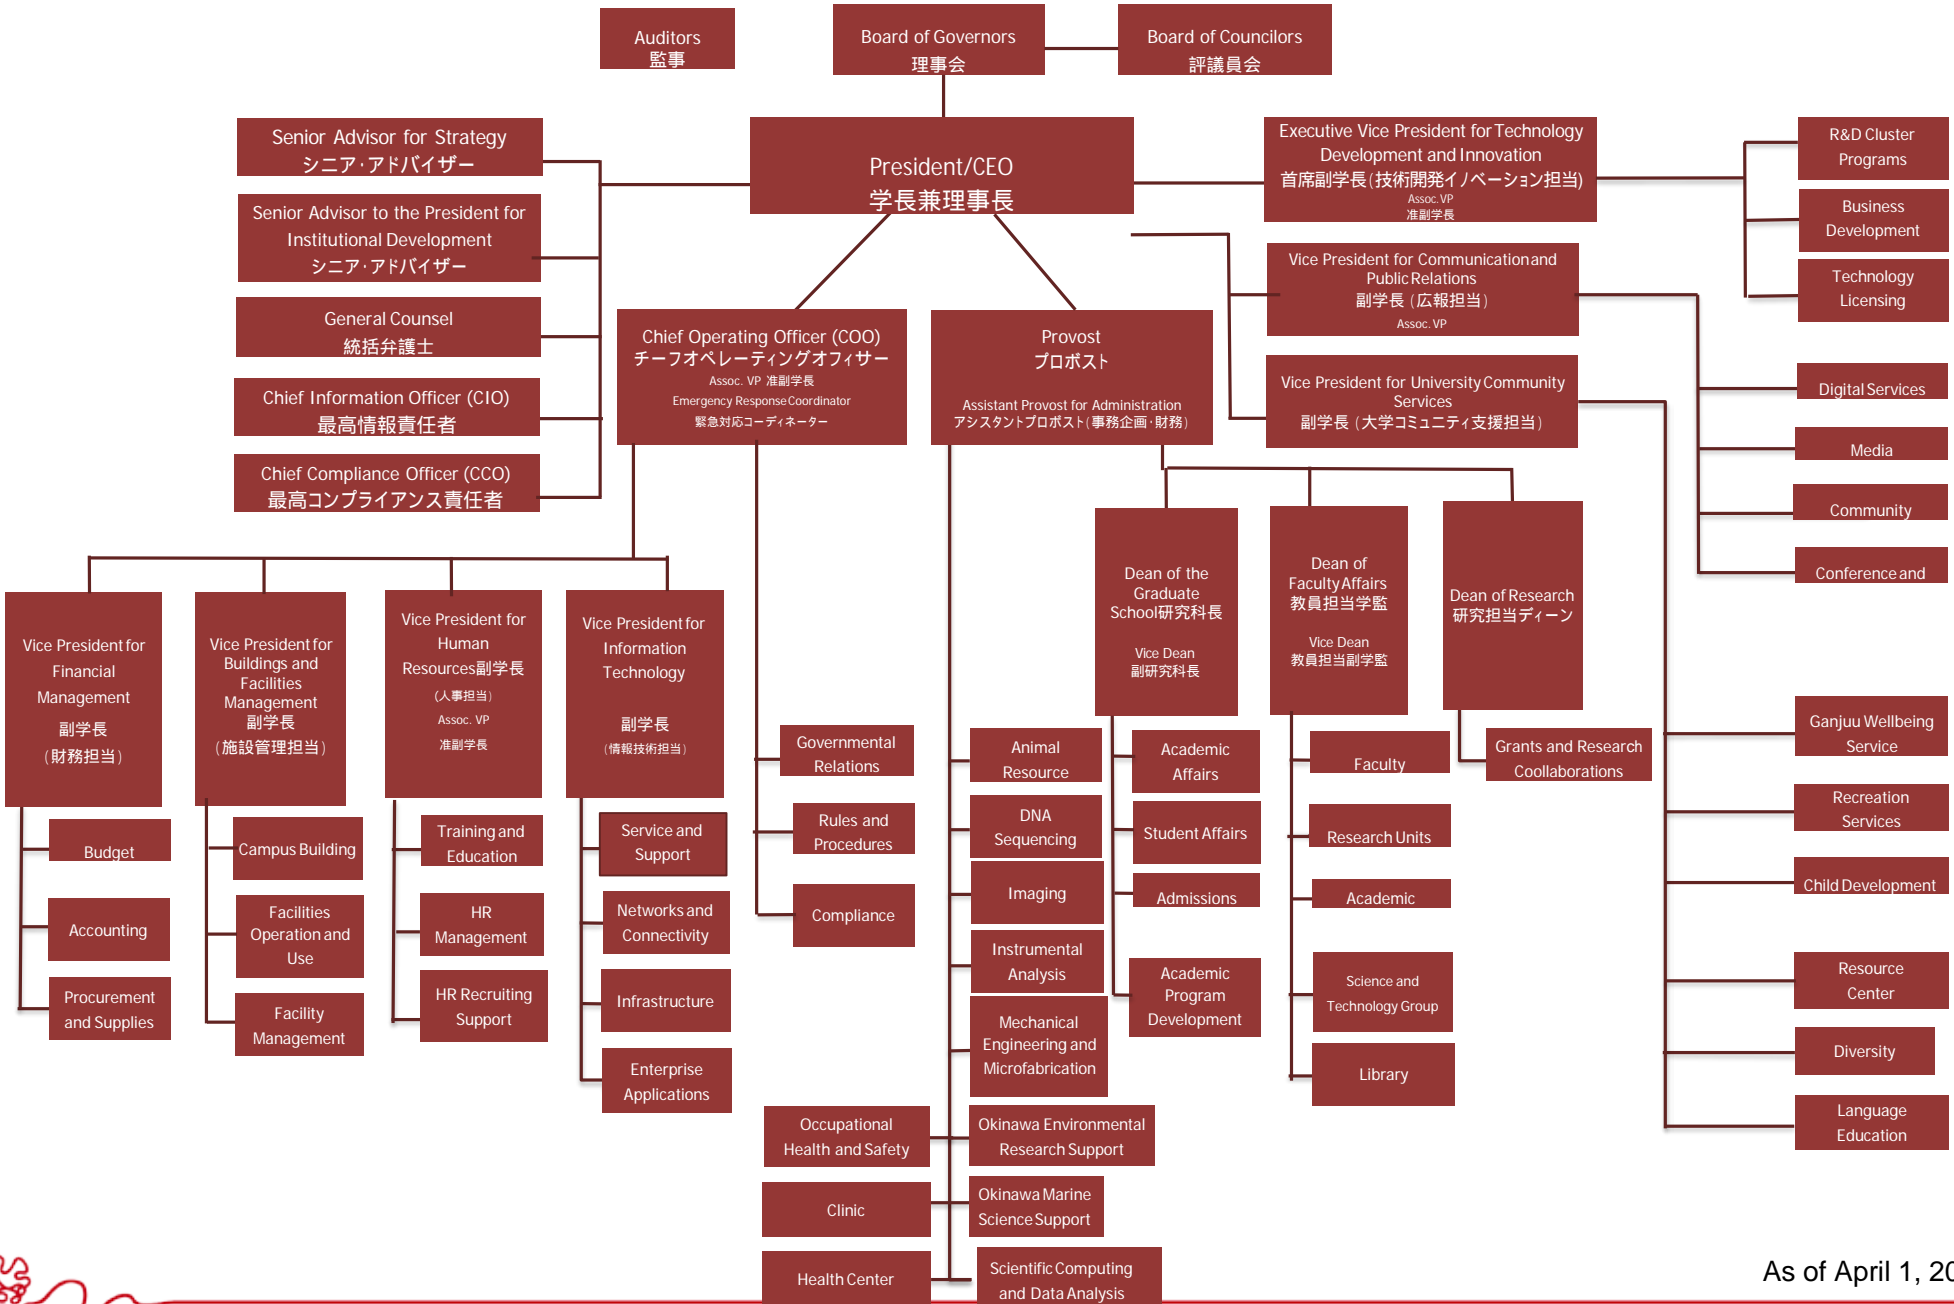 Auditors
監事
Board of Governors
理事会
Board of Councilors
評議員会
Senior Advisor for Strategy
シニア・アドバイザー
Senior Advisor to the President for
Institutional Development
シニア・アドバイザー
General Counsel
統括弁護士
Chief Information Officer (CIO)
最高情報責任者
Chief Compliance Officer (CCO)
最高コンプライアンス責任者
President/CEO
学長兼理事長
Executive Vice President for Technology
Development and Innovation
首席副学長(技術開発イノベーション担当)
Assoc. VP
准副学長
R&D Cluster
Programs
Business
Development
Technology
Licensing
Vice President for Communication and
Public Relations
副学長 (広報担当)
Assoc. VP
Vice President for University Community
Services
副学長 (大学コミュニティ支援担当)
Digital Services
Media
Community
Conference and
Chief Operating Officer (COO)
チーフオペレーティングオフィサー
Assoc. VP 准副学長
Emergency Response Coordinator
緊急対応コーディネーター
Provost
プロボスト
Assistant Provost for Administration
アシスタントプロボスト(事務企画・財務)
Vice President for
Financial
Management
副学長
(財務担当)
Vice President for
Buildings and
Facilities
Management
副学長
(施設管理担当)
Vice President for
Human
Resources副学長
(人事担当)
Assoc. VP
准副学長
Vice President for
Information
Technology
副学長
(情報技術担当)
Dean of the
Graduate
School研究科長
Vice Dean
副研究科長
Dean of
Faculty Affairs
教員担当学監
Vice Dean
教員担当副学監
Dean of Research
研究担当ディーン
Budget
Accounting
Procurement
and Supplies
Campus Building
Facilities
Operation and
Use
Facility
Management
Training and
Education
HR
Management
HR Recruiting
Support
Service and
Support
Networks and
Connectivity
Infrastructure
Enterprise
Applications
Governmental
Relations
Rules and
Procedures
Compliance
Animal
Resource
DNA
Sequencing
Imaging
Instrumental
Analysis
Mechanical
Engineering and
Microfabrication
Occupational
Health and Safety
Okinawa Environmental
Research Support
Clinic
Okinawa Marine
Science Support
Health Center
Scientific Computing
and Data Analysis
Academic
Affairs
Student Affairs
Admissions
Academic
Program
Development
Faculty
Research Units
Academic
Science and
Technology Group
Library
Grants and Research
Coollaborations
Ganjuu Wellbeing
Service
Recreation
Services
Child Development
Resource
Center
Diversity
Language
Education
As of April 1, 20